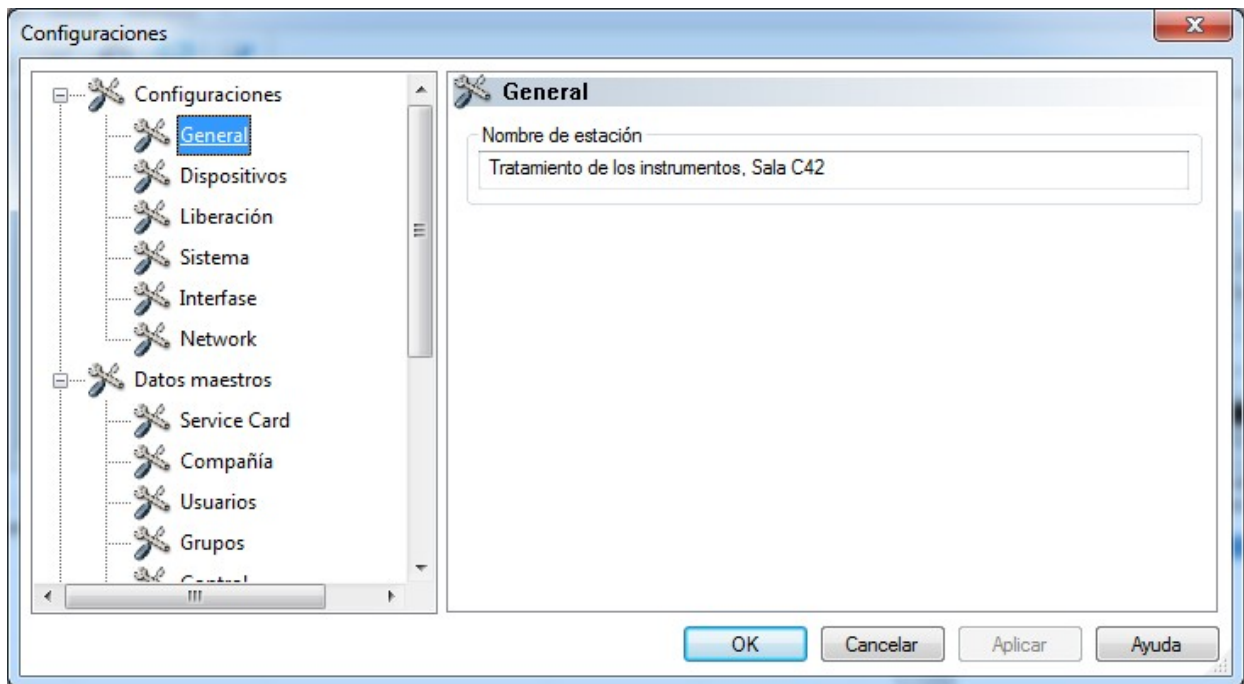 Configuraciones
Configuraciones
General
Dispositivos
Liberación
Sistema
Interfase
Network
Datos maestros
Service Card
Compañía
Usuarios
Grupos
General
Nombre de estación
Tratamiento de los instrumentos, Sala C42
OK
Cancelar
Aplicar
Ayuda